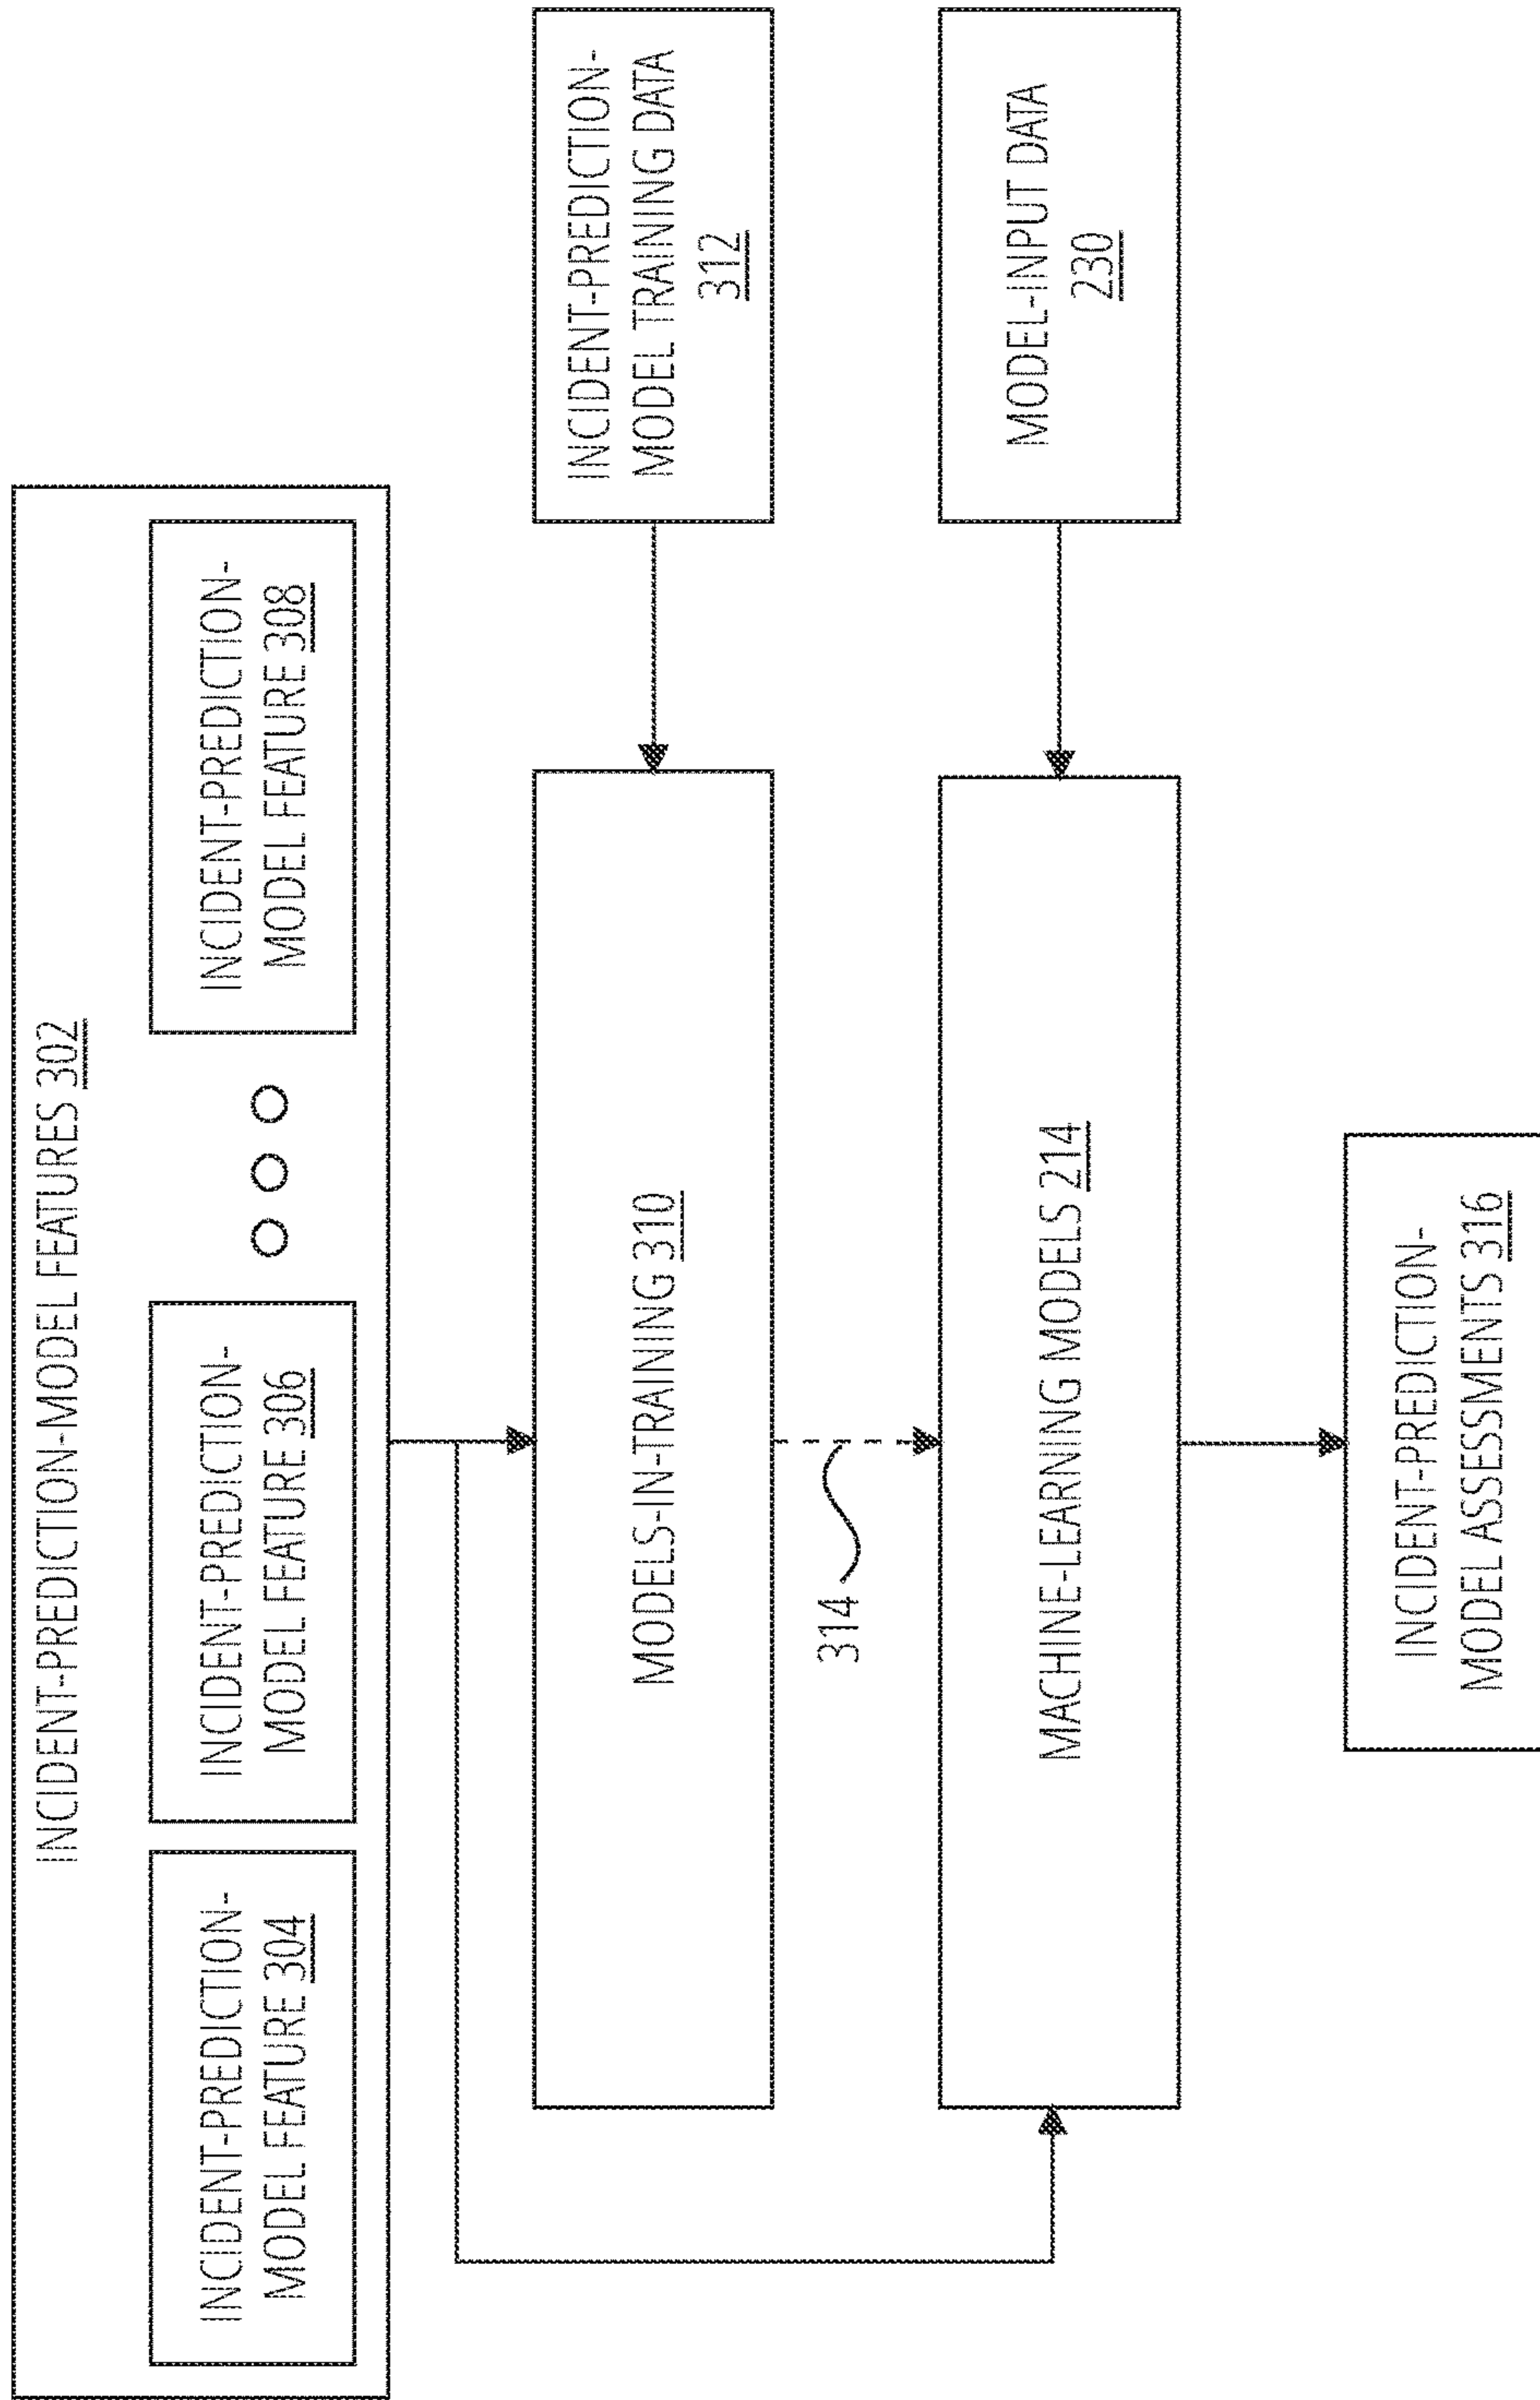 INCIDENT-PREDICTION-MODEL FEATURES 302
INCIDENT-PREDICTION-
MODEL FEATURE 304
INCIDENT-PREDICTION-
MODEL FEATURE 306
INCIDENT-PREDICTION-
MODEL FEATURE 308
MODELS-IN-TRAINING 310
INCIDENT-PREDICTION-
MODEL TRAINING DATA
312
314
MACHINE-LEARNING MODELS 214
MODEL-INPUT DATA
230
INCIDENT-PREDICTION-
MODEL ASSESSMENTS 316